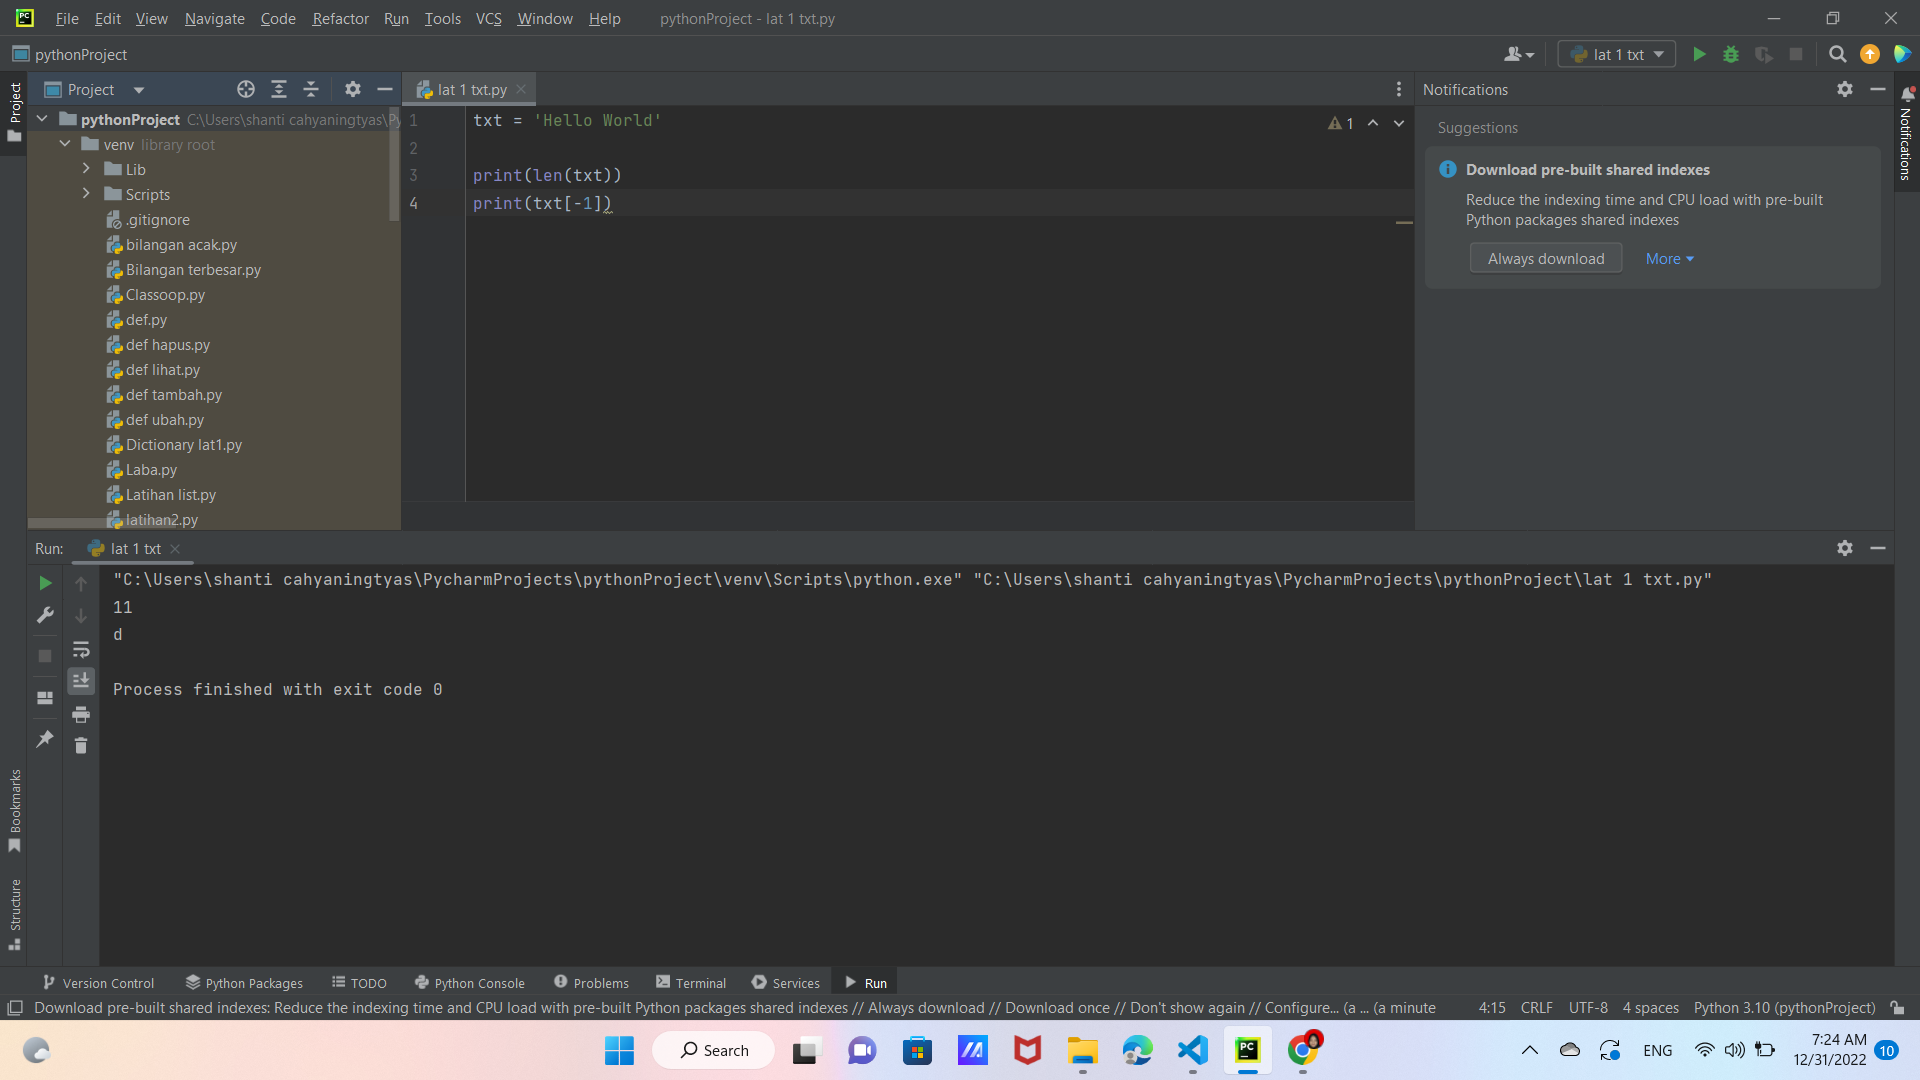 PC File Edit View Navigate Code Refactor Run Tools VCS Window Help pythonProject - lat 1 txt.py
pythonProject
lat 1 txt
Project
Project
lat 1 txt.py
Notifications
Notifications
pythonProject C:\Users\shanti cahyaningtyas\Py
venv library root
Lib
Scripts
.gitignore
bilangan acak.py
Bilangan terbesar.py
Classoop.py
def.py
def hapus.py
def lihat.py
def tambah.py
def ubah.py
Dictionary lat1.py
Laba.py
Latihan list.py
latihan2.py
1 txt = 'Hello World'
2
3 print(len(txt))
4 print(txt[-1])
1
Suggestions
Download pre-built shared indexes
Reduce the indexing time and CPU load with pre-built
Python packages shared indexes
Always download More
Run: lat 1 txt
"C:\Users\shanti cahyaningtyas\PycharmProjects\pythonProject\venv\Scripts\python.exe" "C:\Users\shanti cahyaningtyas\PycharmProjects\pythonProject\lat 1 txt.py"
11
d
Process finished with exit code 0
Bookmarks
Structure
Version Control Python Packages TODO Python Console Problems Terminal Services Run
Download pre-built shared indexes: Reduce the indexing time and CPU load with pre-built Python packages shared indexes // Always download // Download once // Don't show again // Configure... (a ... (a minute 4:15 CRLF UTF-8 4 spaces Python 3.10 (pythonProject)
Search
PC
ENG
7:24 AM
12/31/2022
10